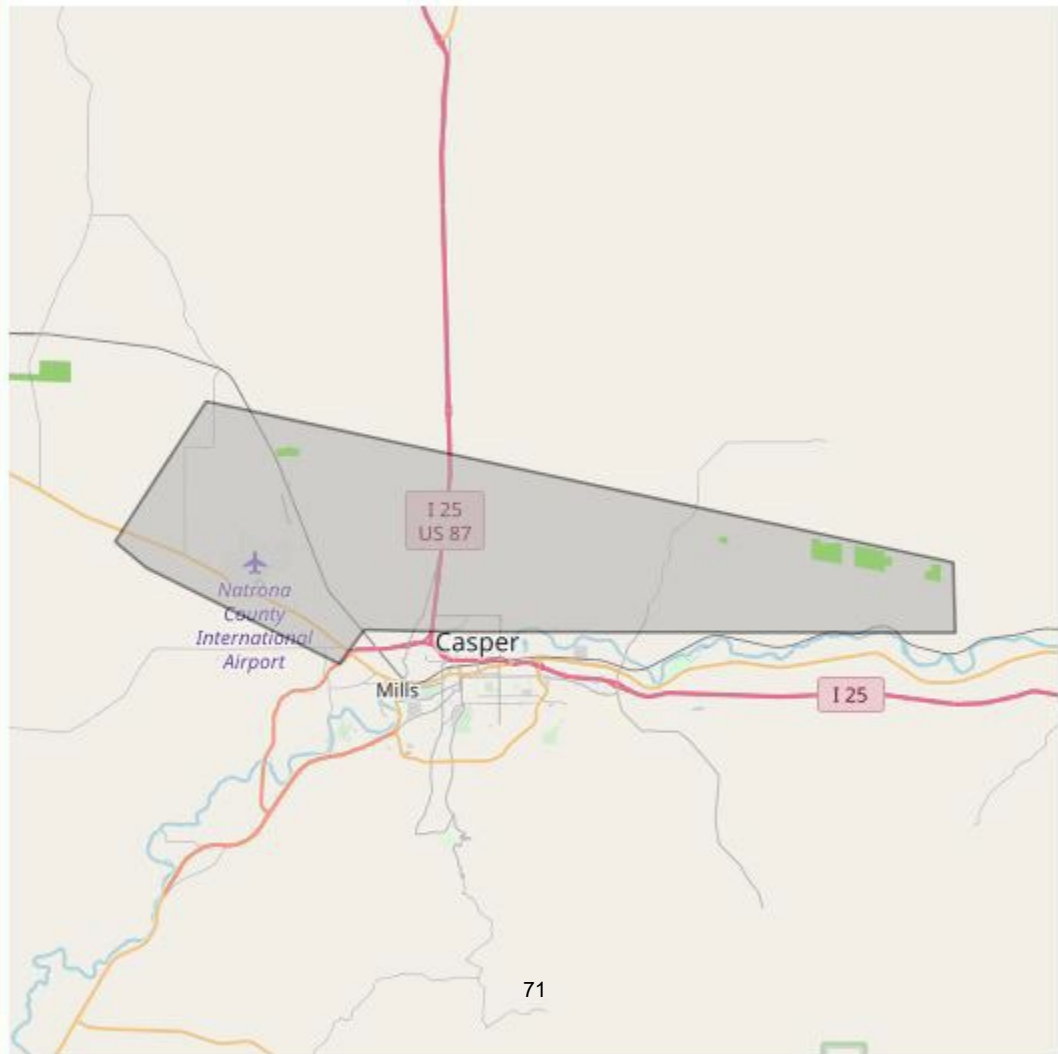 I 25
US 87
Natrona
County
International
Airport
Casper
Mills
I 25
71